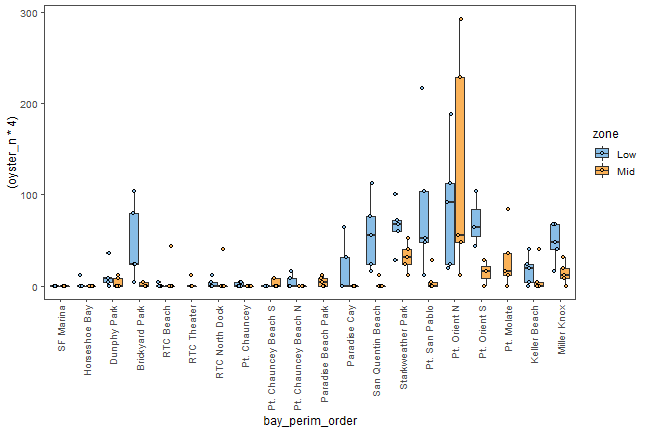 300
200
100
0
(oyster_n * 4)
SF Marina
Horseshoe Bay
Dunphy Park
Brickyard Park
RTC Beach
RTC Theater
RTC North Dock
Pt. Chauncey
Pt. Chauncey Beach S
Pt. Chauncey Beach N
Paradise Beach Park
Paradise Cay
San Quentin Beach
Starkweather Park
Pt. San Pablo
Pt. Orient N
Pt. Orient S
Pt. Molate
Keller Beach
Miller Knox
bay_perim_order
zone
Low
Mid